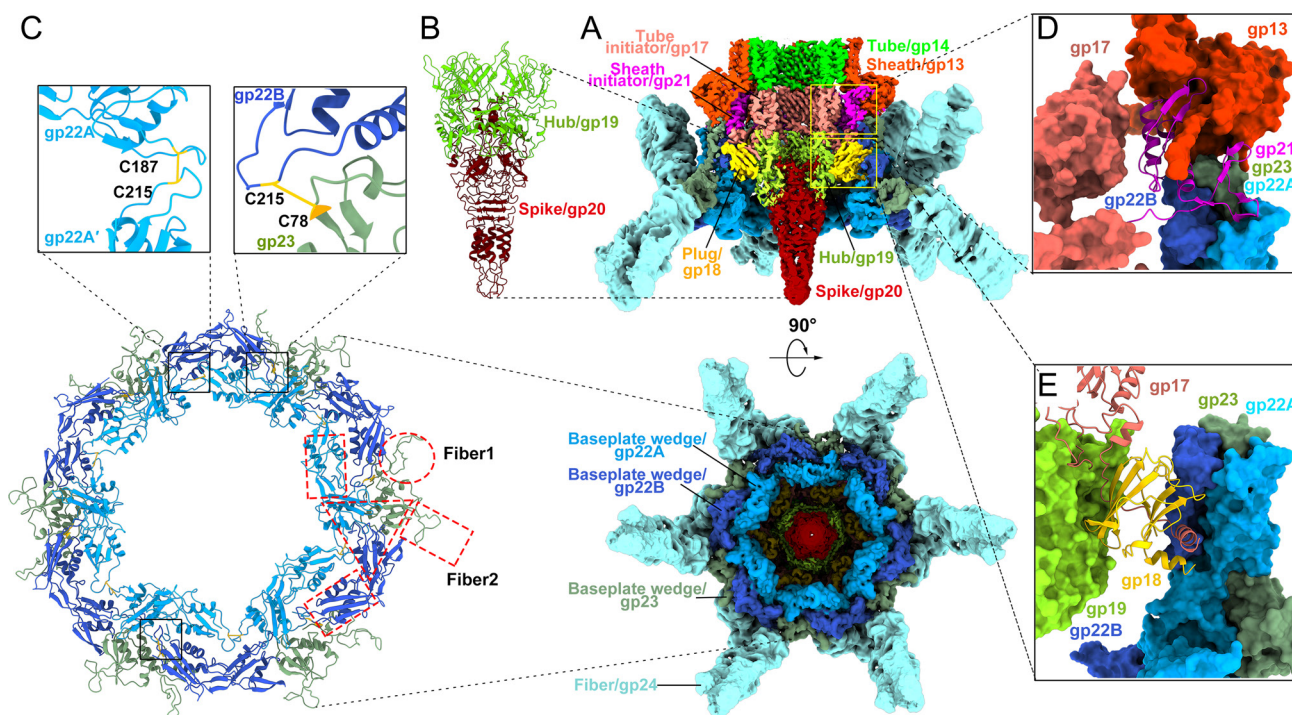 C
gp22A
C187
C215
gp22A′
gp22B
C215
C78
gp23
B
Hub/gp19
Spike/gp20
A
Tube
initiator/gp17
Sheath
initiator/gp21
Tube/gp14
Sheath/gp13
Plug/
gp18
Hub/gp19
Spike/gp20
90°
D
gp17
gp13
gp21
gp23
gp22A
gp22B
Fiber1
Fiber2
Baseplate wedge/
gp22A
Baseplate wedge/
gp22B
Baseplate wedge/
gp23
Fiber/gp24
E
gp17
gp23
gp22A
gp18
gp19
gp22B